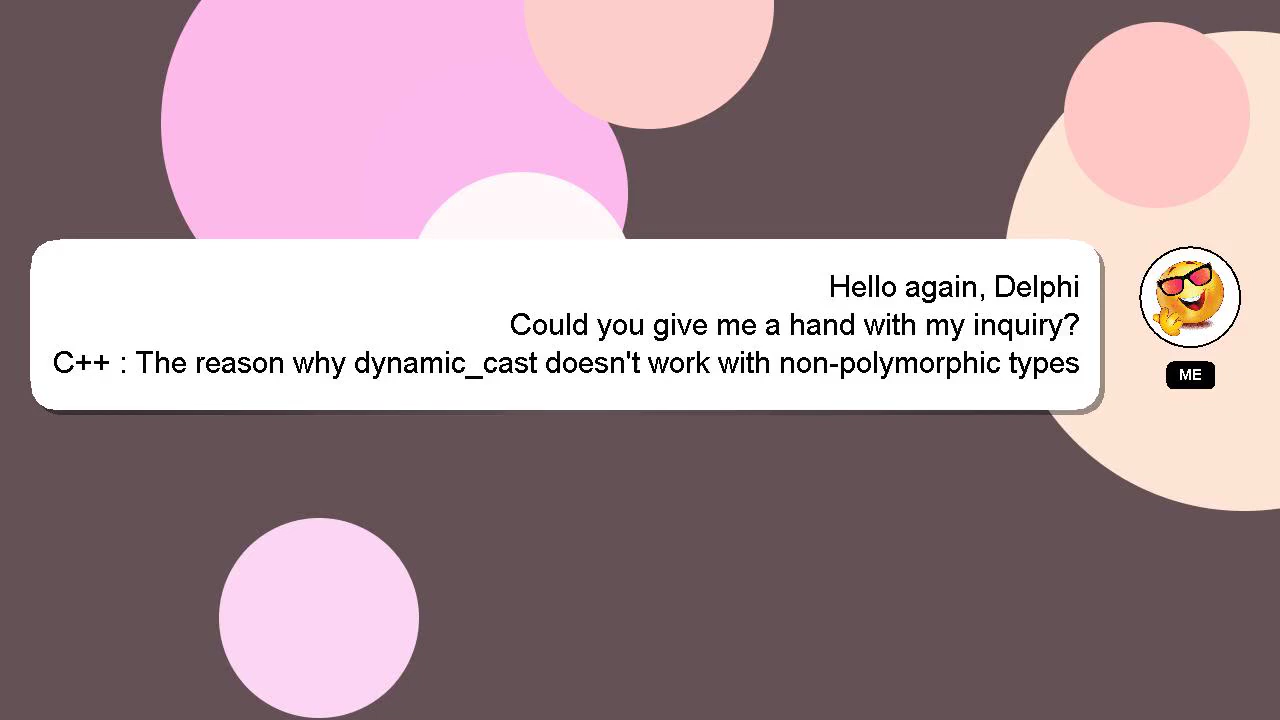 Hello again, Delphi
Could you give me a hand with my inquiry?
C++ : The reason why dynamic_cast doesn't work with non-polymorphic types
ME